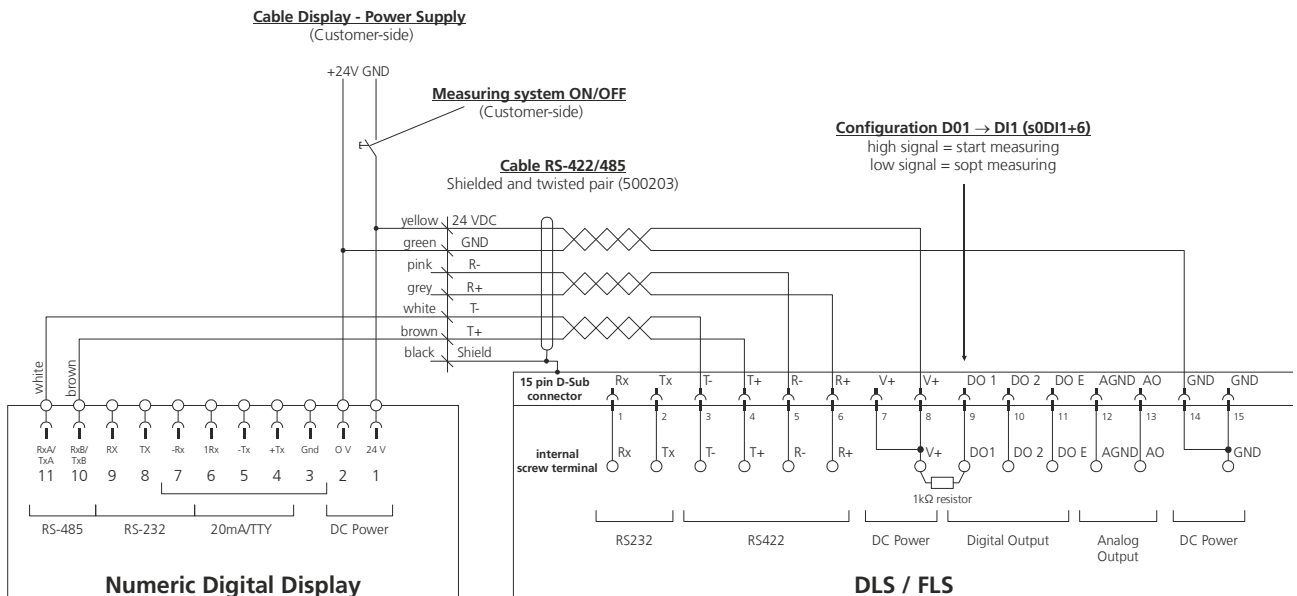 Cable Display - Power Supply
(Customer-side)
+24V GND
Measuring system ON/OFF
(Customer-side)
Configuration D01 → DI1 (s0DI1+6)
high signal = start measuring
low signal = sopt measuring
Cable RS-422/485
Shielded and twisted pair (500203)
yellow 24 VDC
green GND
pink R-
grey R+
white T-
brown T+
black Shield
white
brown
15 pin D-Sub
connector
Rx Tx T- T+ R- R+ V+ V+ DO 1 DO 2 DO E AGND AO GND GND
1 2 3 4 5 6 7 8 9 10 11 12 13 14 15
internal
screw terminal
Rx Tx T- T+ R- R+ V+ DO1 DO 2 DO E AGND AO GND
1kΩ resistor
RS232 RS422 DC Power Digital Output Analog
Output DC Power
DLS / FLS
RxA/
TxA RxB/
TxB RX TX -Rx 1Rx -Tx +Tx Gnd O V 24 V
11 10 9 8 7 6 5 4 3 2 1
RS-485 RS-232 20mA/TTY DC Power
Numeric Digital Display